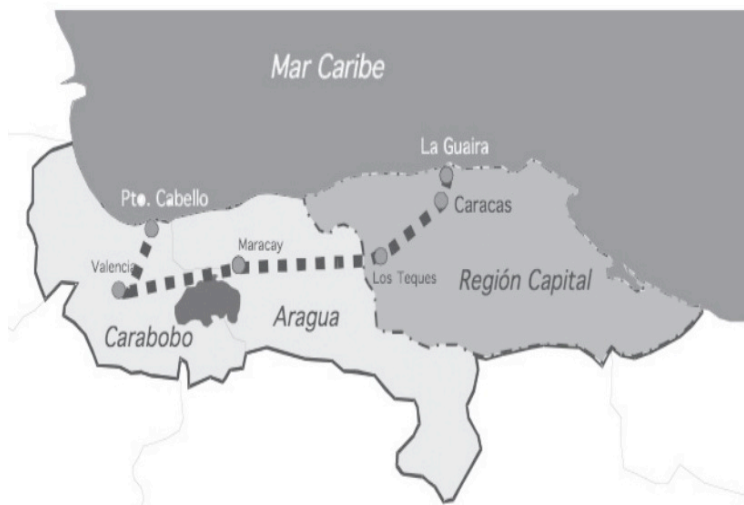 Mar Caribe
La Guaira
Pto. Cabello
Caracas
Maracay
Valencia
Los Teques
Región Capital
Aragua
Carabobo